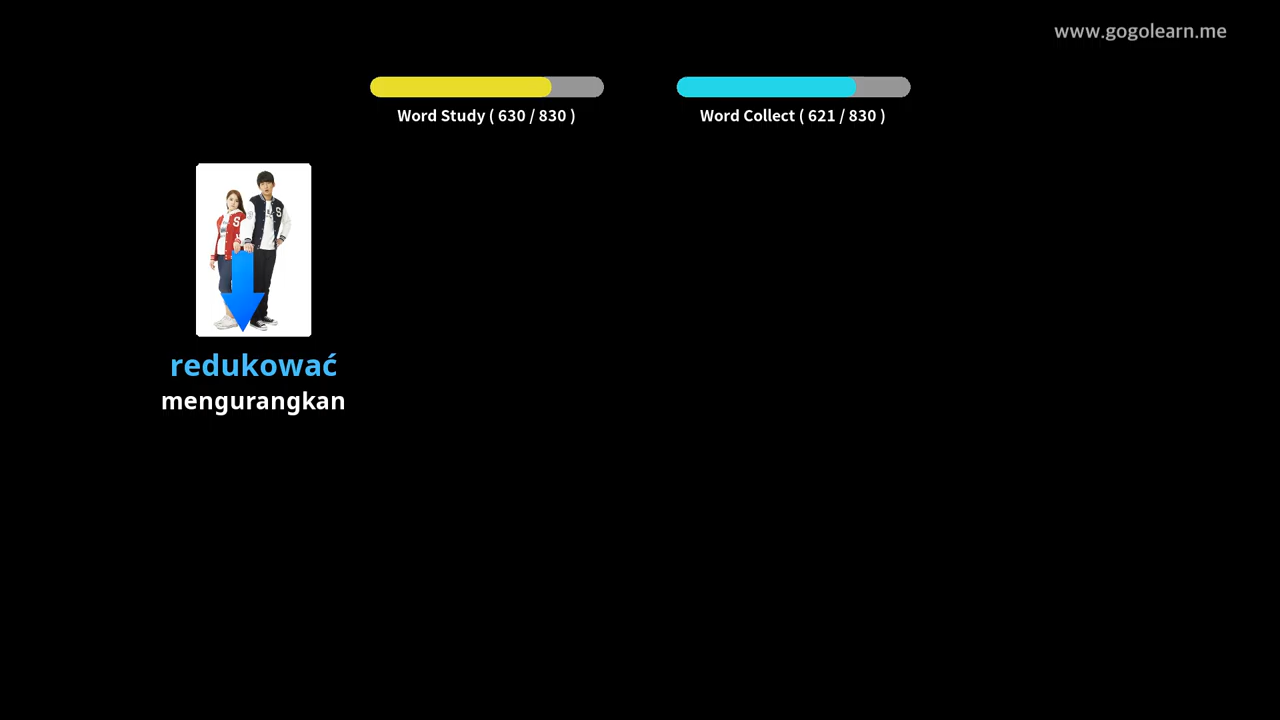 www.gogolearn.me
Word Study ( 630 / 830 )
Word Collect ( 621 / 830 )
S
S
redukować
mengurangkan